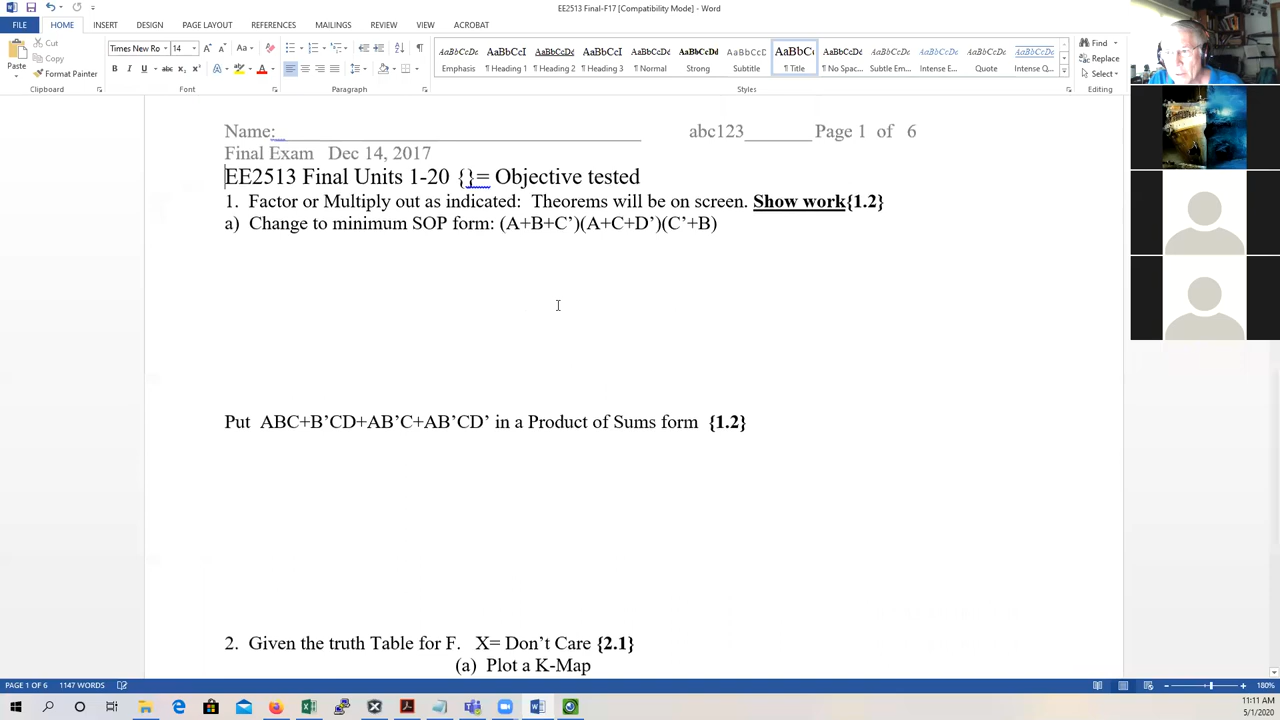 EE2513 Final-F17 [Compatibility Mode] - Word
FILE HOME INSERT DESIGN PAGE LAYOUT REFERENCES MAILINGS REVIEW VIEW ACROBAT
Paste
Cut
Copy
Format Painter
Clipboard
Times New Ro 14
Font
Paragraph
AaBbCcI AaBbCcI AaBbCcDc AaBbCcI AaBbCcDc AaBbCcDd AaBbCcD AaBbC AaBbCcDc AaBbCcDc AaBbCcDd AaBbCcDc AaBbCcDc
Emphasis ¶ Heading 1 ¶ Heading 2 ¶ Heading 3 ¶ Normal Strong Subtitle ¶ Title ¶ No Spac... Subtle Em... Intense E... Quote Intense Q...
Styles
Find
Replace
Select
Editing
Name: abc123 Page 1 of 6
Final Exam Dec 14, 2017
EE2513 Final Units 1-20 {}= Objective tested
1. Factor or Multiply out as indicated: Theorems will be on screen. Show work{1.2}
a) Change to minimum SOP form: (A+B+C’)(A+C+D’)(C’+B)
Put ABC+B’CD+AB’C+AB’CD’ in a Product of Sums form {1.2}
2. Given the truth Table for F. X= Don’t Care {2.1}
(a) Plot a K-Map
PAGE 1 OF 6 1147 WORDS
180%
11:11 AM
5/1/2020